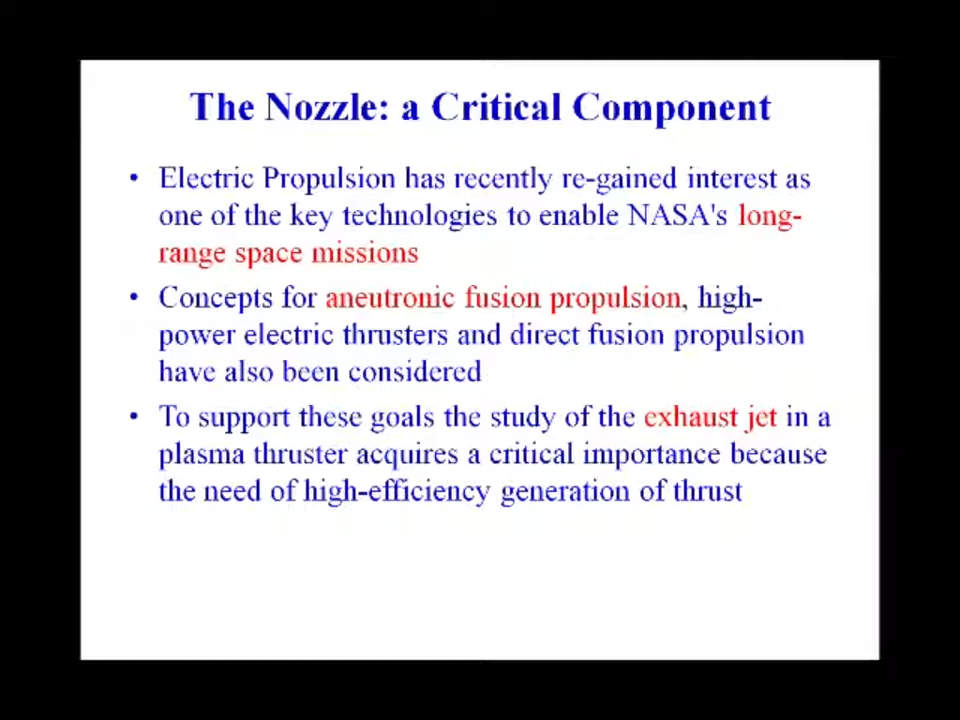 The Nozzle: a Critical Component
• Electric Propulsion has recently re-gained interest as
one of the key technologies to enable NASA's long-
range space missions
• Concepts for aneutronic fusion propulsion, high-
power electric thrusters and direct fusion propulsion
have also been considered
• To support these goals the study of the exhaust jet in a
plasma thruster acquires a critical importance because
the need of high-efficiency generation of thrust